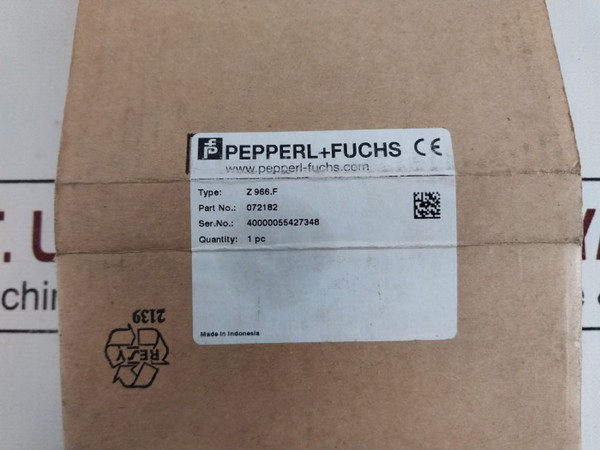 PEPPERL+FUCHS CE
www.pepperl-fuchs.com
Type: Z 966.F
Part No.: 072182
Ser.No.: 40000055427348
Quantity: 1 pc
Made in Indonesia
2139
RESY